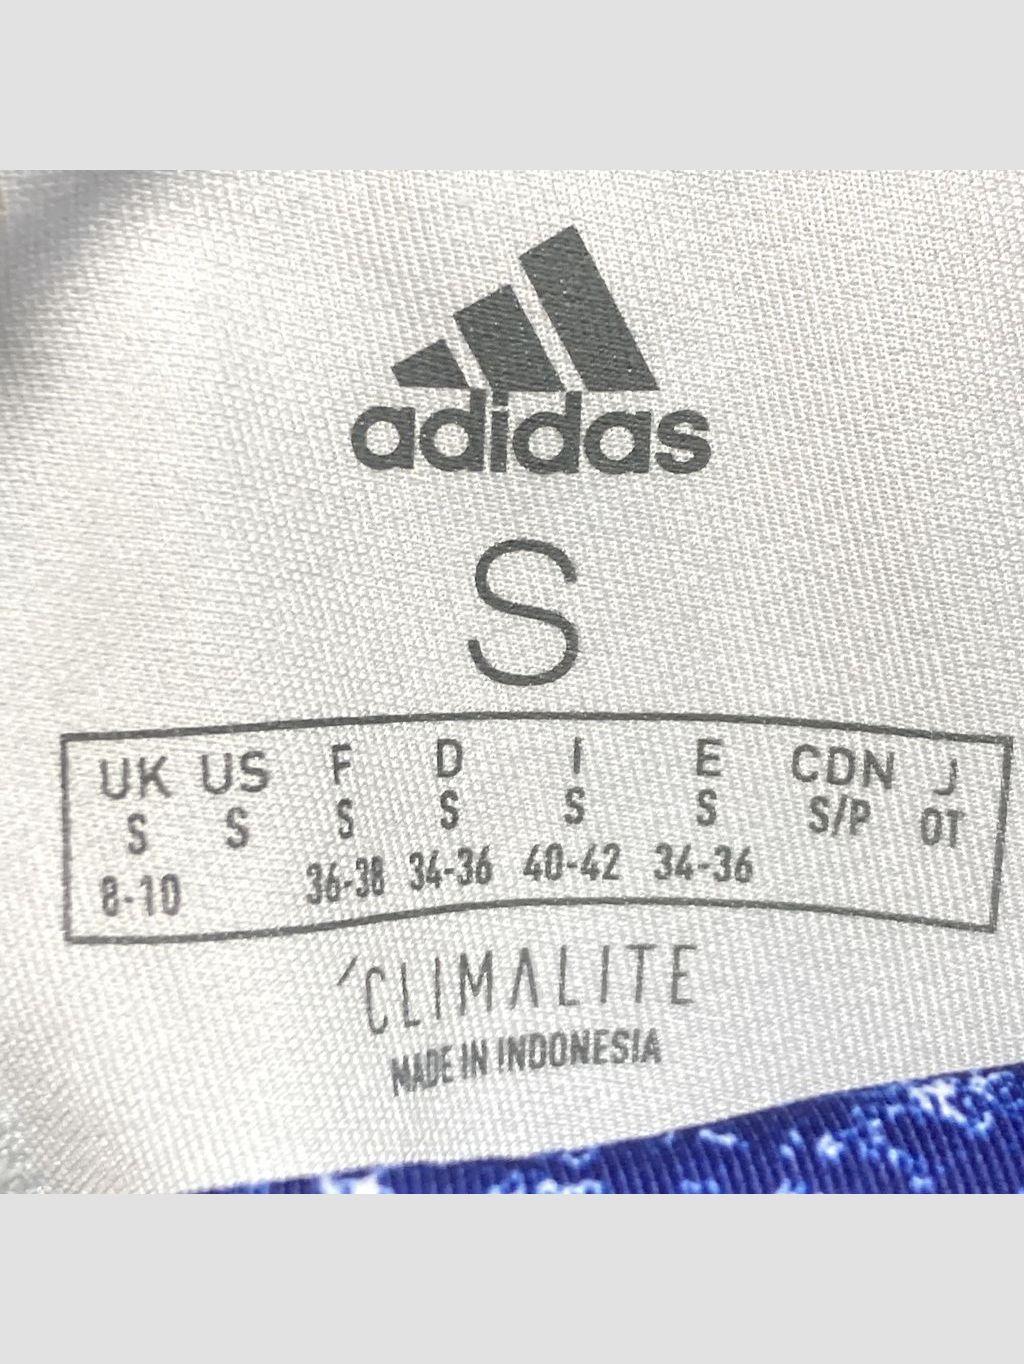 adidas
S
UK US F D I E CDN J
S S S S S S S/P OT
8-10 36-38 34-36 40-42 34-36
'CLIMALITE
MADE IN INDONESIA